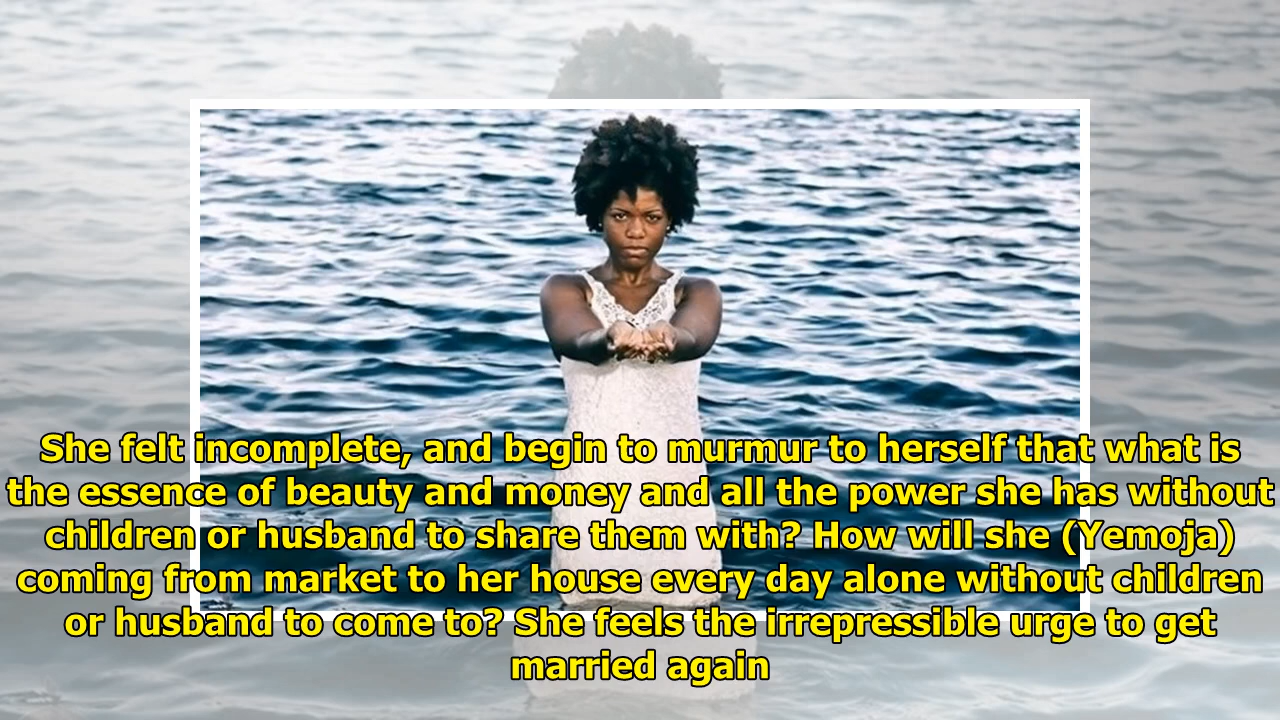 She felt incomplete, and begin to murmur to herself that what is
the essence of beauty and money and all the power she has without
children or husband to share them with? How will she (Yemoja)
coming from market to her house every day alone without children
or husband to come to? She feels the irrepressible urge to get
married again